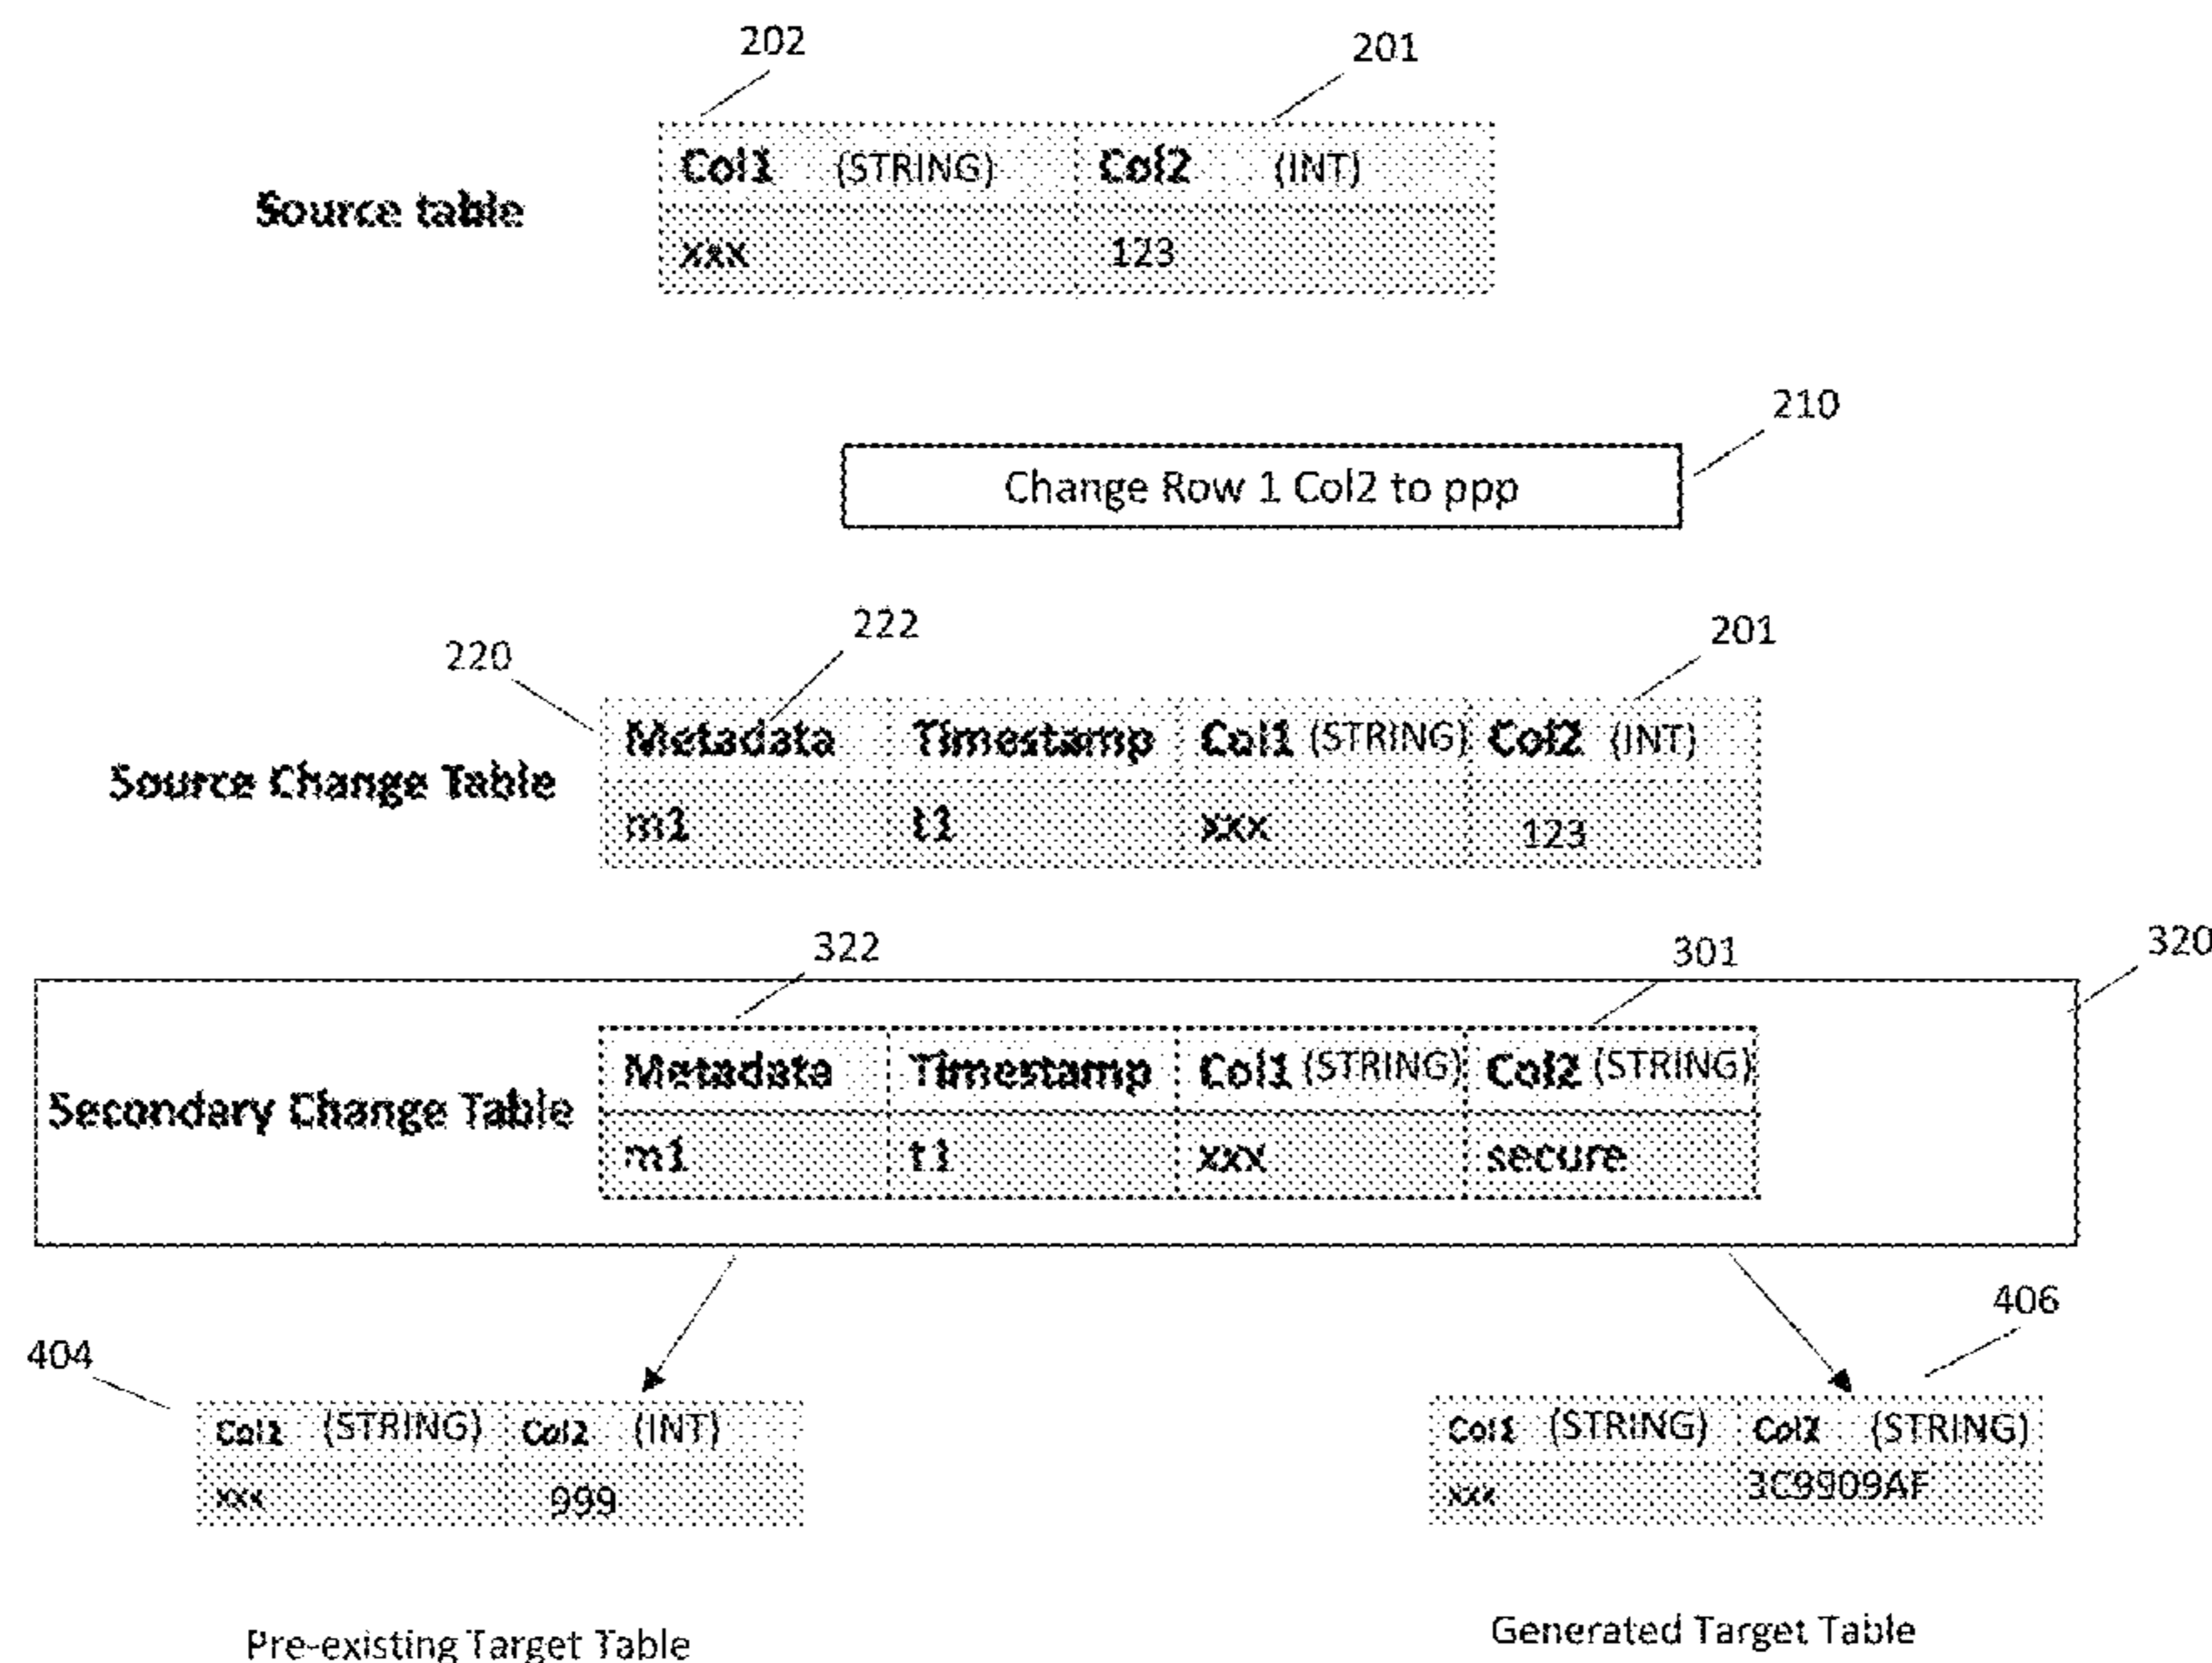 202 201
Col1 (STRING) Col2 (INT)
Source table
xxx 123
210
Change Row 1 Col2 to ppp
222
220 201
Metadata Timestamp Col1 (STRING) Col2 (INT)
Source Change Table
m1 t1 xxx 123
322 301 320
Metadata Timestamp Col1 (STRING) Col2 (STRING)
Secondary Change Table
m1 t1 xxx secure
406
404
Col1 (STRING) Col2 (INT) Col1 (STRING) Col2 (STRING)
xxx 999 xxx 3C9909AF
Pre-existing Target Table Generated Target Table